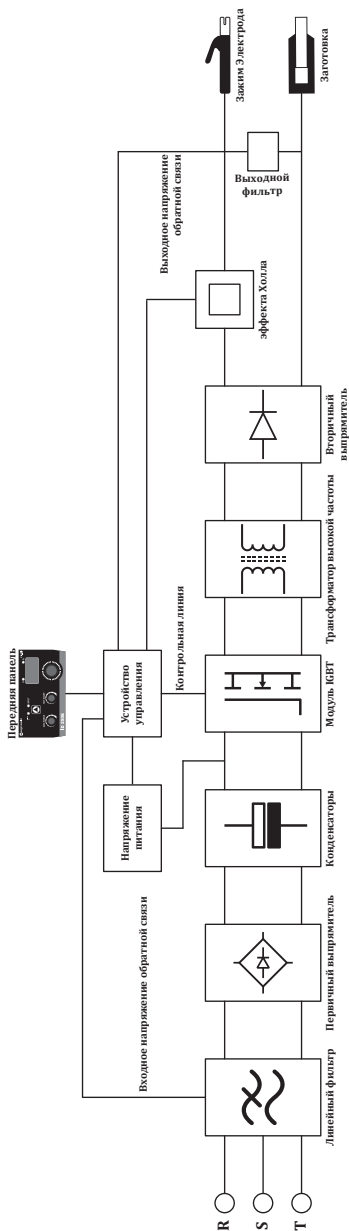 Передняя панель
Зажим Электрода
Заготовка
Выходное напряжение
обратной связи
Выходной
фильтр
эффекта Холла
Вторичный
выпрямитель
Трансформатор высокой частоты
Контрольная линия
Устройство
управления
Модуль IGBT
Напряжение
питания
Конденсаторы
Входное напряжение обратной связи
Первичный выпрямитель
Линейный фильтр
R
S
T